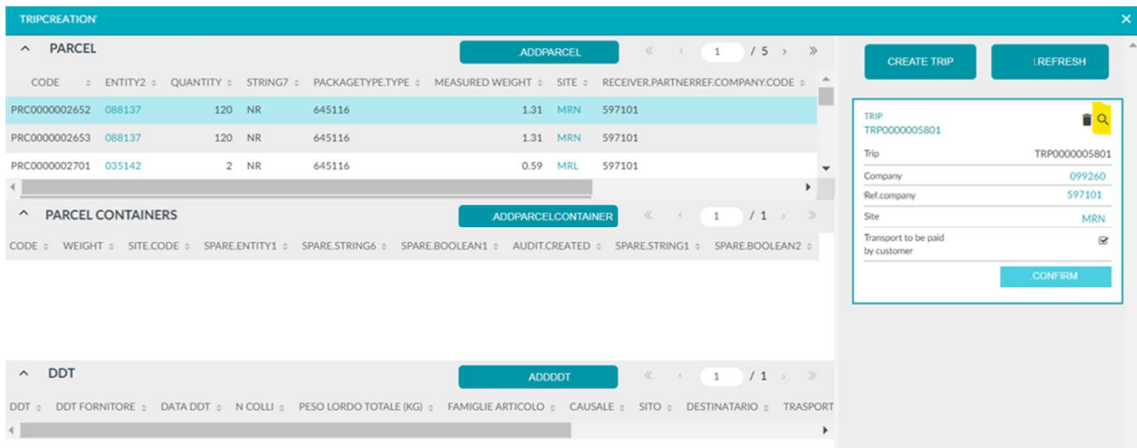 TRIPCREATION
PARCEL
ADDPARCEL
1 / 5
CODE ENTITY2 QUANTITY STRING7 PACKAGETYPE.TYPE MEASURED WEIGHT SITE RECEIVER.PARTNERREF.COMPANY.CODE
PRC0000002652 088137 120 NR 645116 1.31 MRN 597101
PRC0000002653 088137 120 NR 645116 1.31 MRN 597101
PRC0000002701 035142 2 NR 645116 0.59 MRL 597101
PARCEL CONTAINERS
ADDPARCELCONTAINER
1 / 1
CODE WEIGHT SITE.CODE SPARE.ENTITY1 SPARE.STRING6 SPARE.BOOLEAN1 AUDIT.CREATED SPARE.STRING1 SPARE.BOOLEAN2
DDT
ADDDDT
1 / 1
DDT DDT FORNITORE DATA DDT N COLLI PESO LORDO TOTALE (KG) FAMIGLIE ARTICOLO CAUSALE SITO DESTINATARIO TRASPORT
CREATE TRIP
REFRESH
TRIP
TRP0000005801
Trip TRP0000005801
Company 099260
Ref.company 597101
Site MRN
Transport to be paid
by customer
CONFIRM